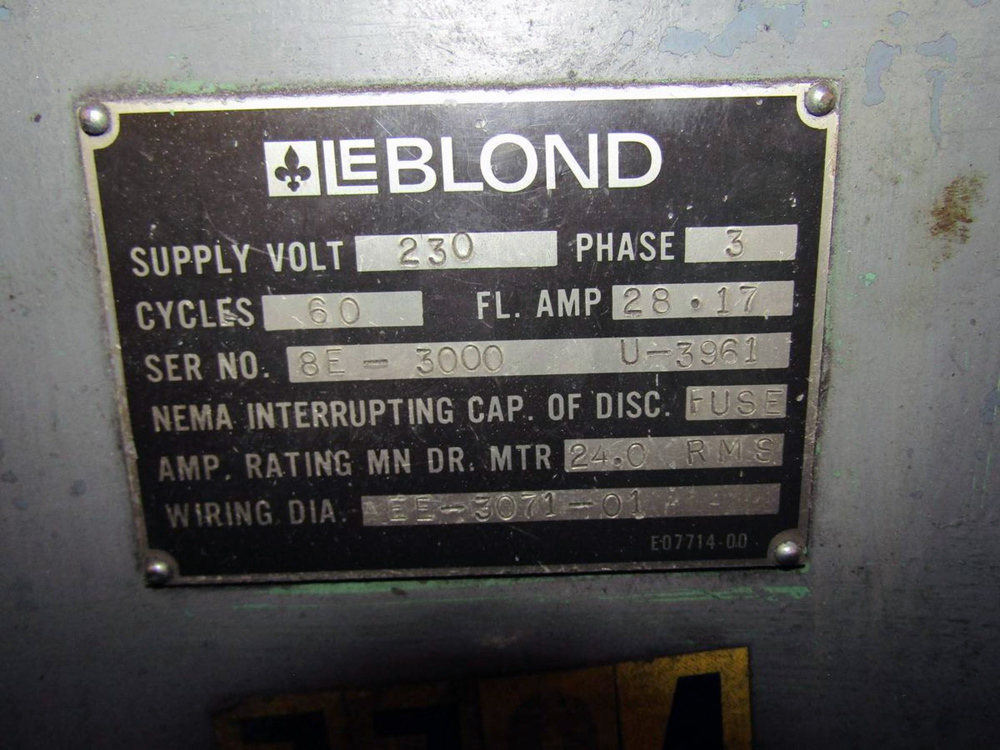 LEBLOND
SUPPLY VOLT 230 PHASE 3
CYCLES 60 FL. AMP 28.17
SER NO. 8E-3000 U-3961
NEMA INTERRUPTING CAP. OF DISC. FUSE
AMP. RATING MN DR. MTR 24.0 RMS
WIRING DIA. EE-3071-01
E07714-00